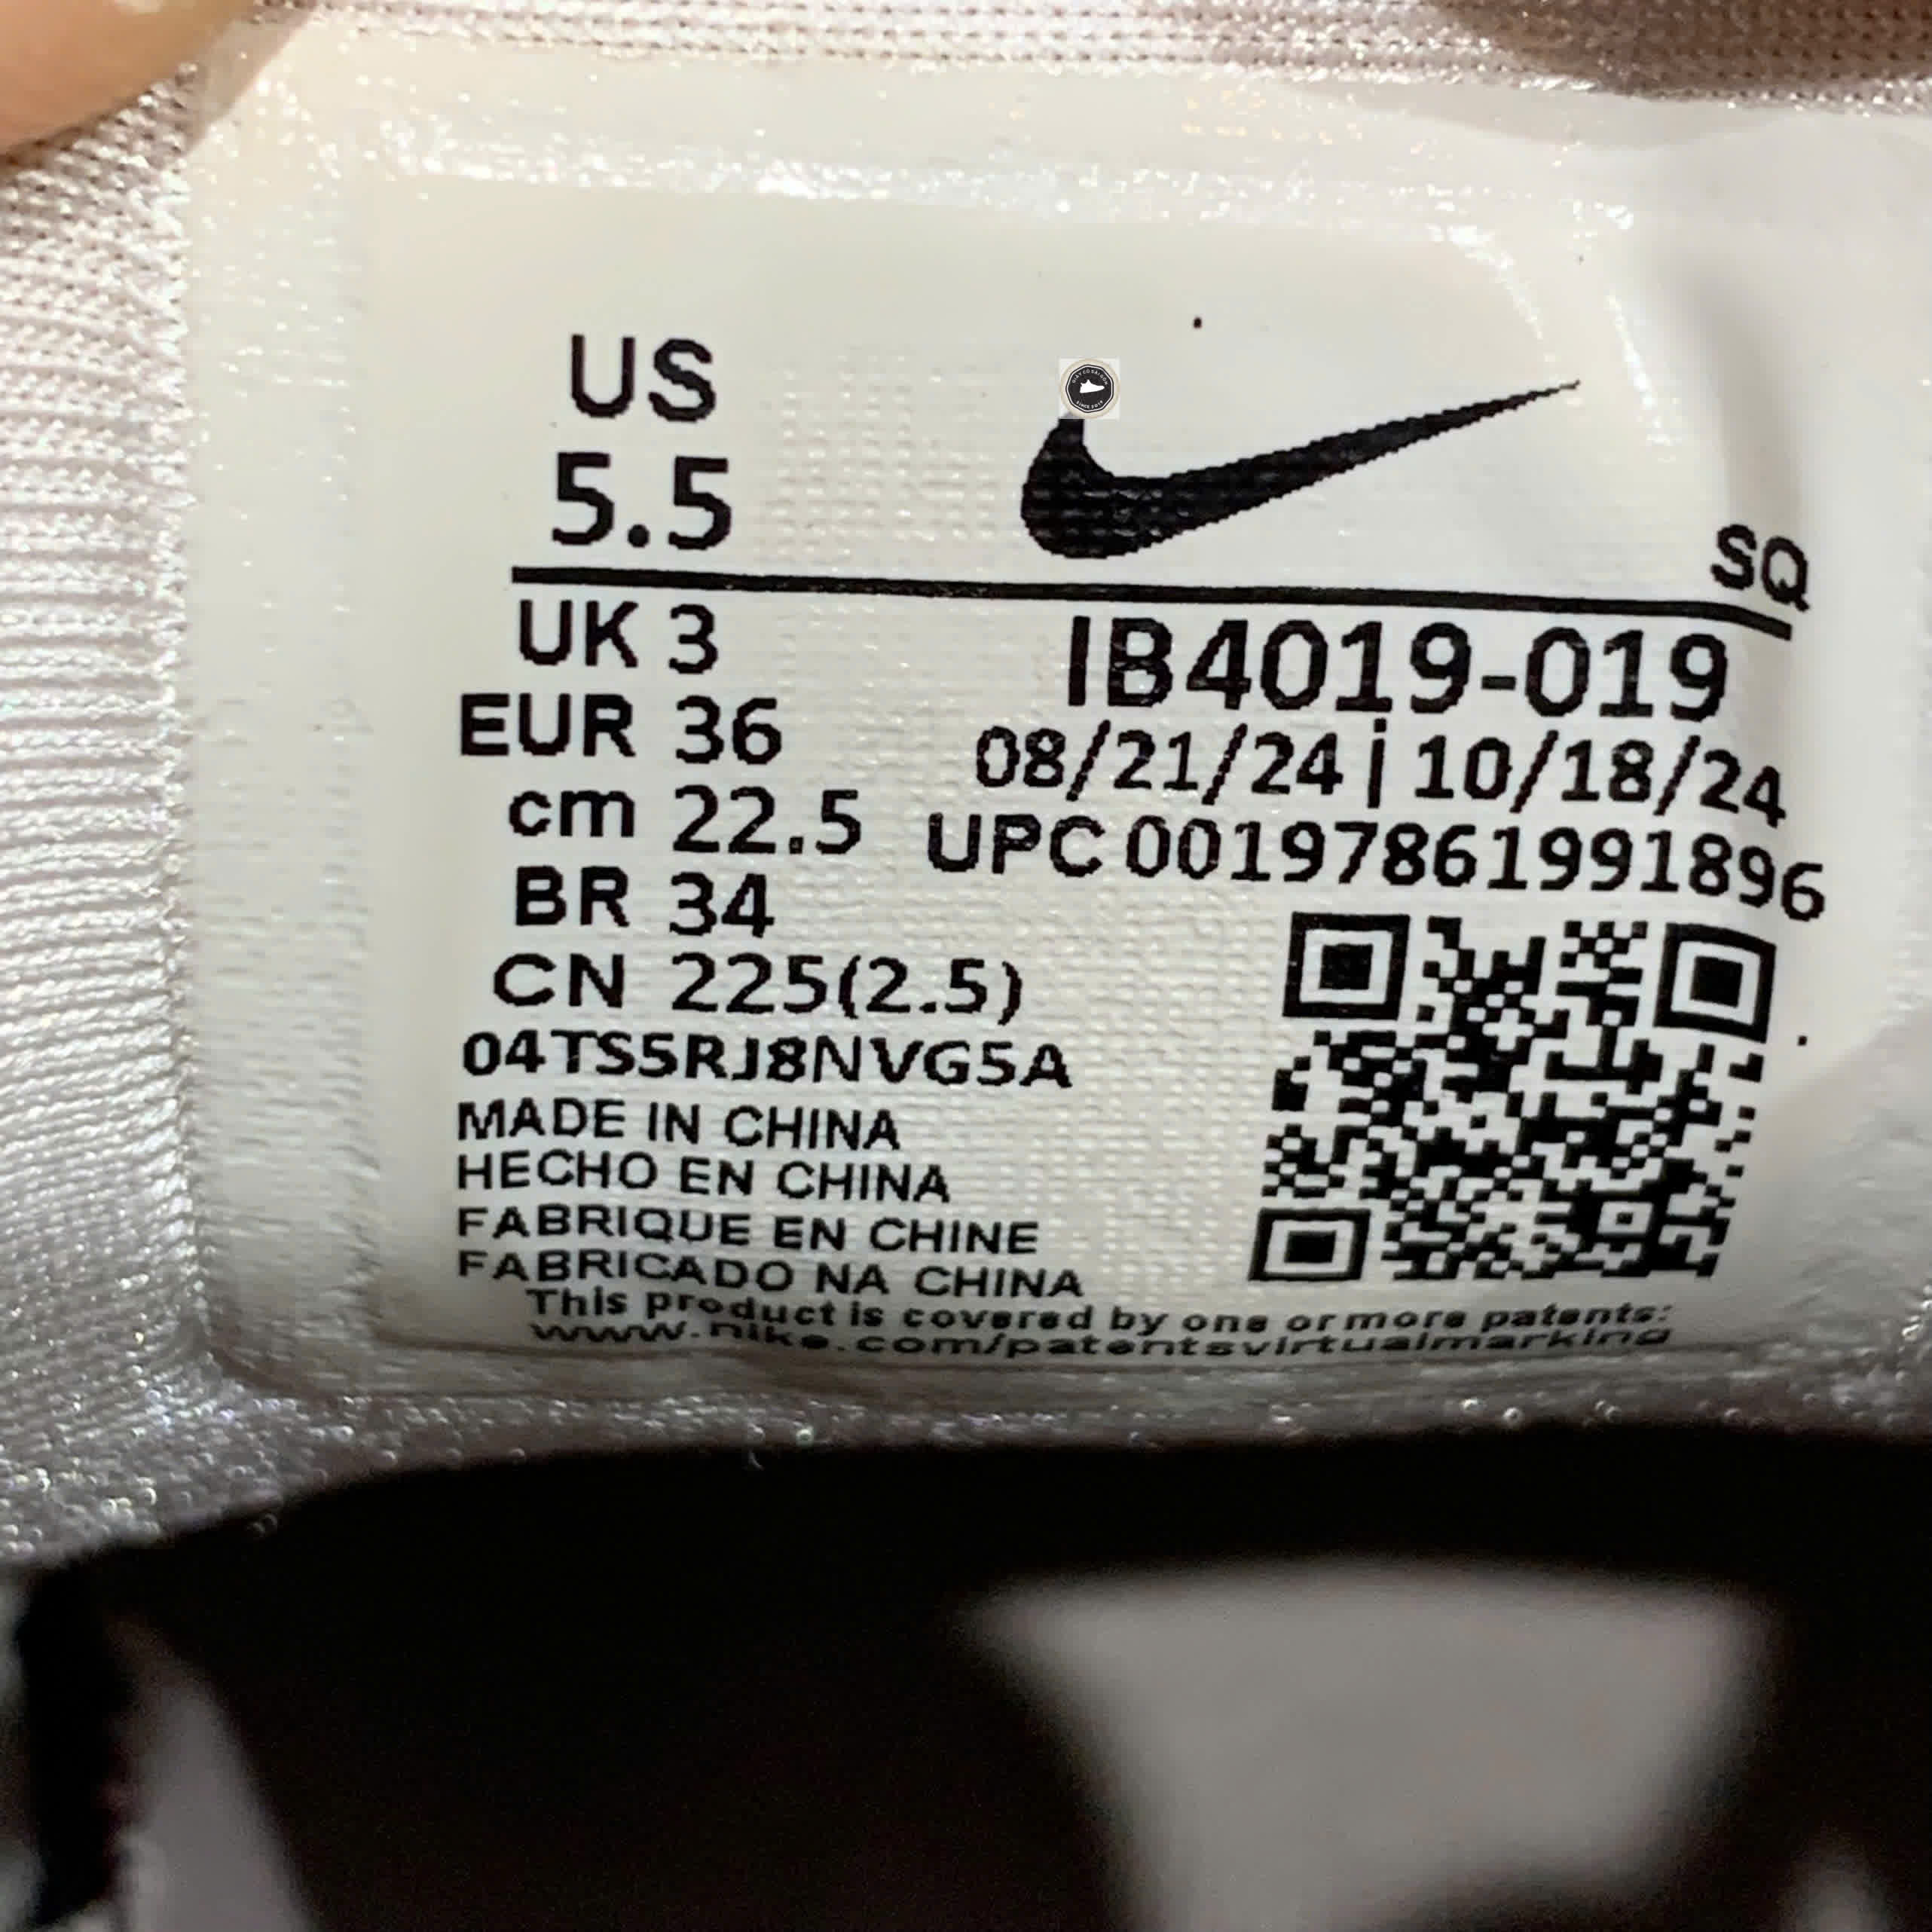 US
5.5
SQ
UK 3
EUR 36
cm 22.5
BR 34
CN 225(2.5)
IB4019-019
08/21/24 | 10/18/24
UPC 00197861991896
04TS5RJ8NVG5A
MADE IN CHINA
HECHO EN CHINA
FABRIQUE EN CHINE
FABRICADO NA CHINA
This product is covered by one or more patents:
www.nike.com/patentsvirtualmarking